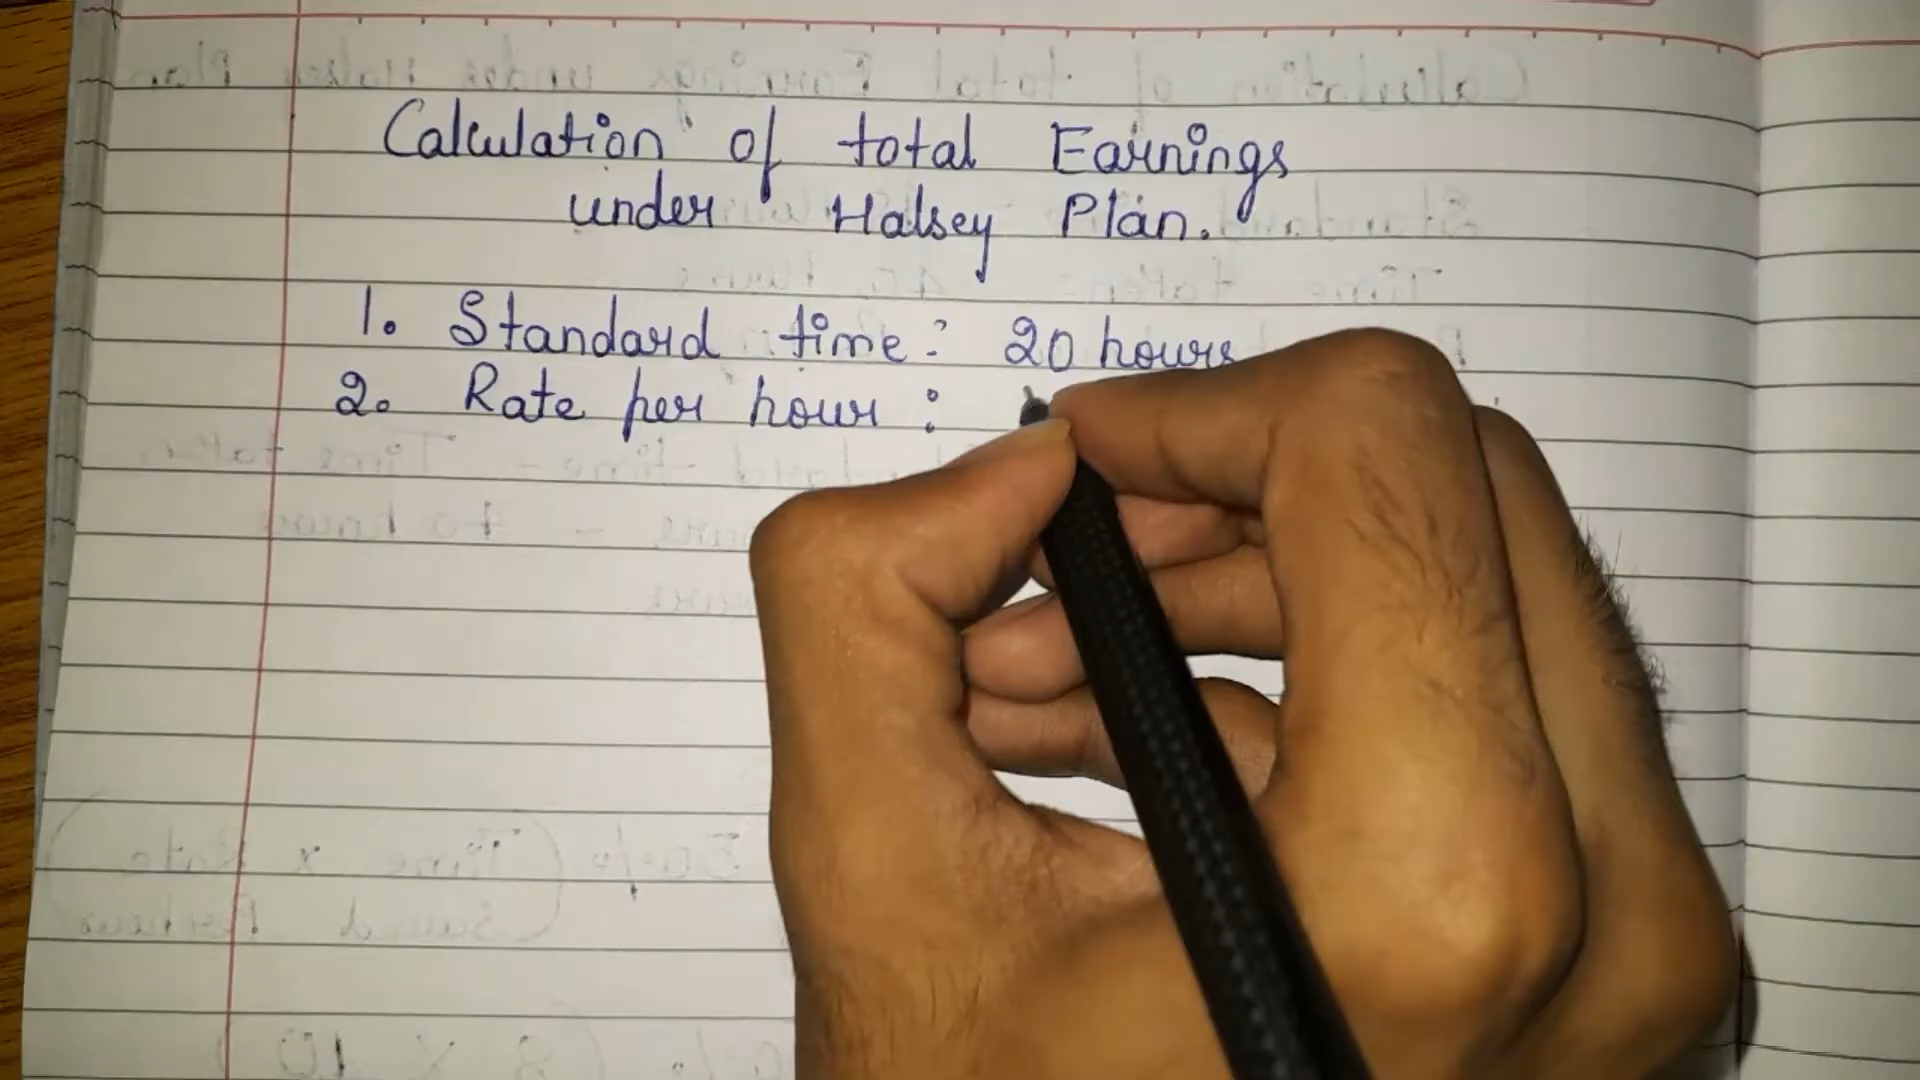 Calculation of total Earnings
under Halsey Plan.
1. Standard time: 20 hours
2. Rate per hour :